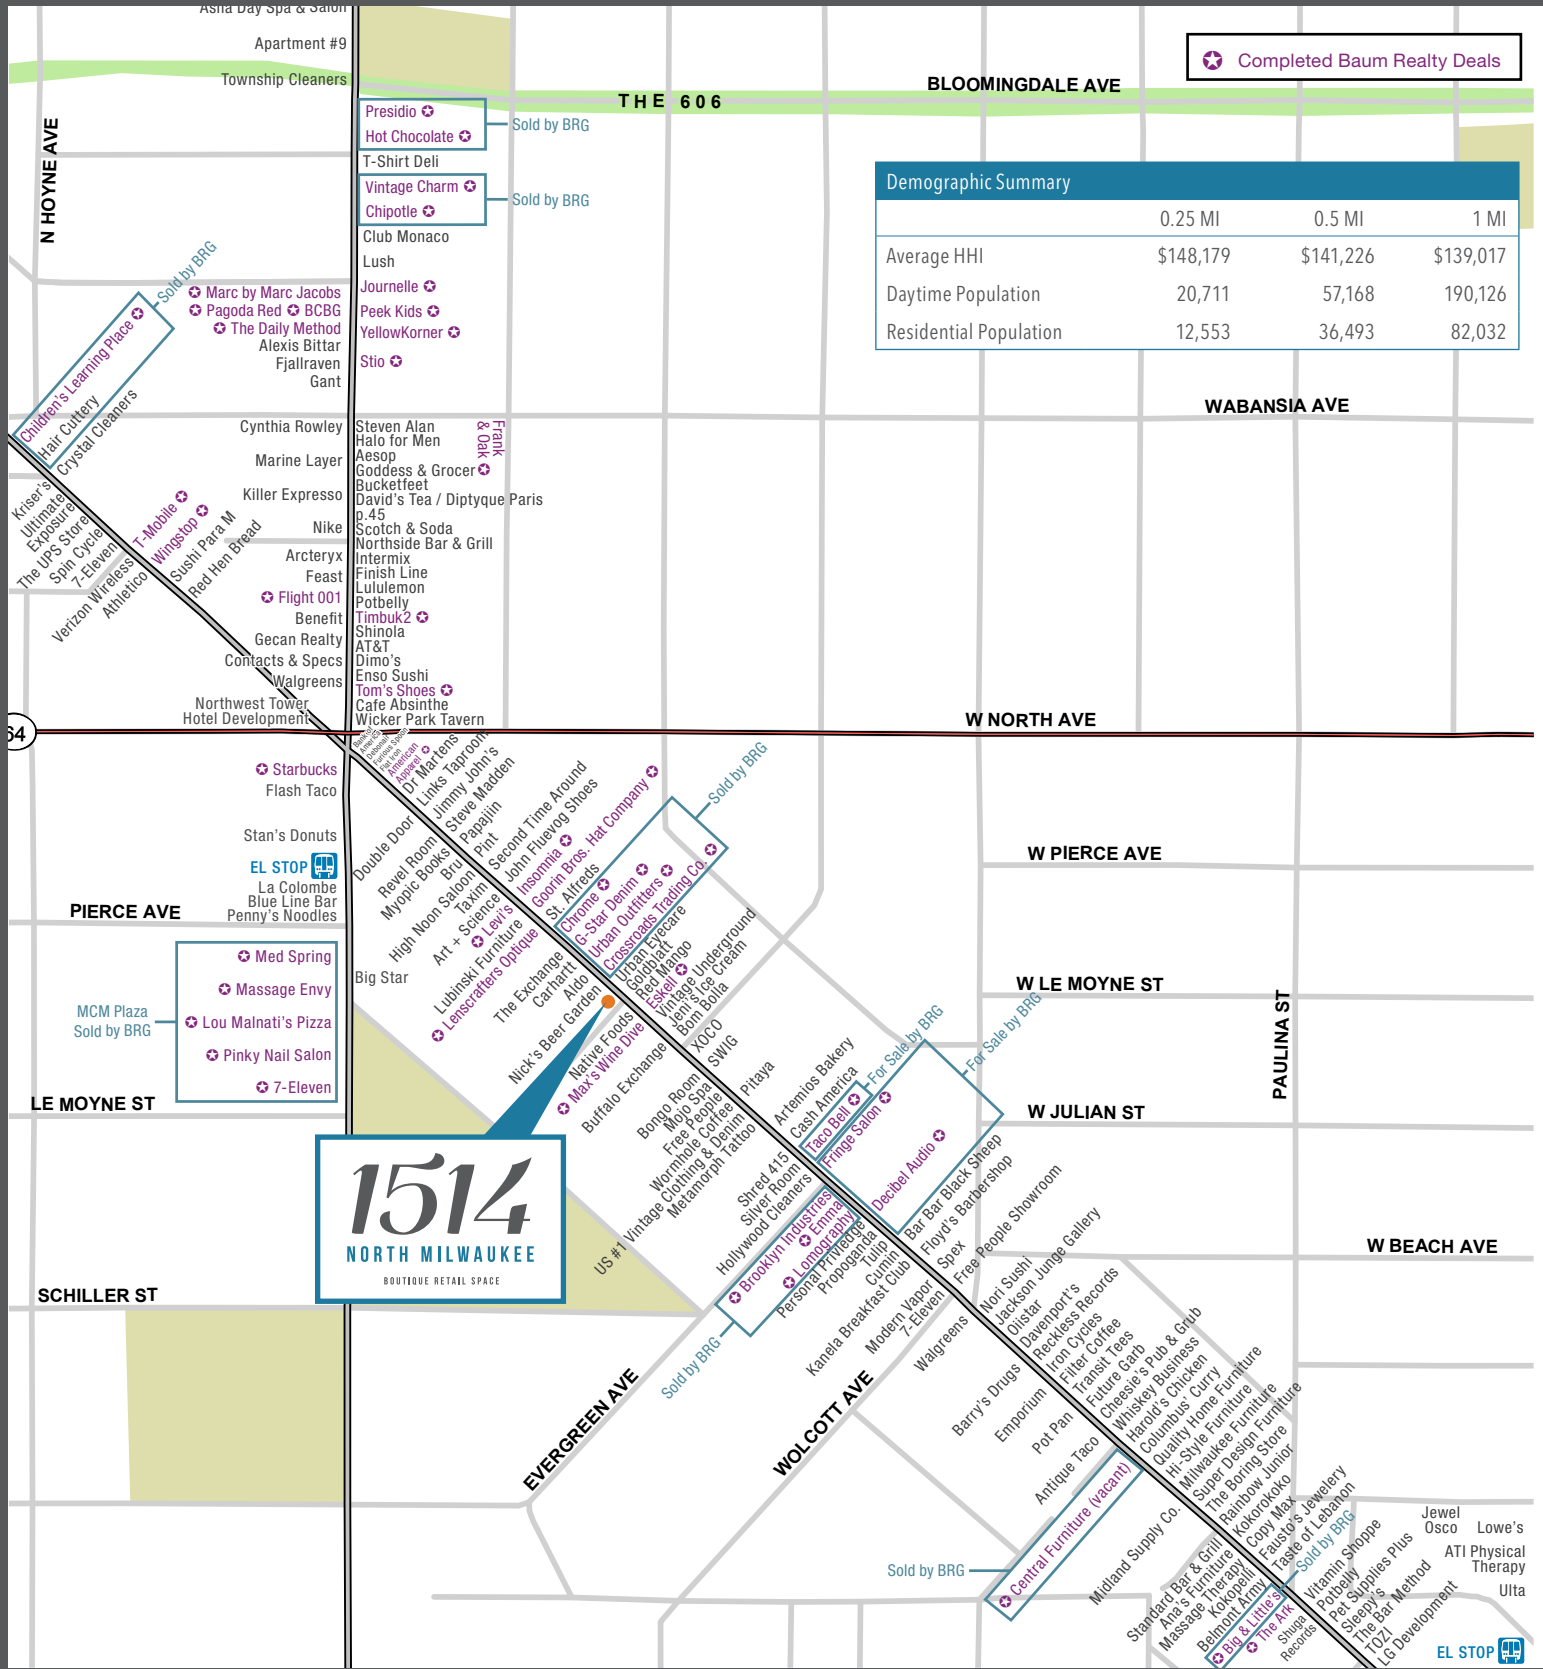 Asha Day Spa & Salon
Apartment #9
Township Cleaners
Completed Baum Realty Deals
BLOOMINGDALE AVE
THE 606
N HOYNE AVE
Presidio
Hot Chocolate
Sold by BRG
T-Shirt Deli
Vintage Charm
Chipotle
Sold by BRG
Club Monaco
Lush
Journelle
Peek Kids
YellowKorner
Stio
Demographic Summary
0.25 MI 0.5 MI 1 MI
Average HHI $148,179 $141,226 $139,017
Daytime Population 20,711 57,168 190,126
Residential Population 12,553 36,493 82,032
Sold by BRG
Marc by Marc Jacobs
Pagoda Red BCBG
The Daily Method
Alexis Bittar
Fjallraven
Gant
Children's Learning Place
Hair Cuttery
Crystal Cleaners
WABANSIA AVE
Cynthia Rowley
Marine Layer
Killer Expresso
Nike
Arcteryx
Feast
Flight 001
Benefit
Gecan Realty
Contacts & Specs
Walgreens
Northwest Tower
Hotel Development
Steven Alan
Halo for Men
Aesop
Goddess & Grocer
Frank
& Oak
Bucketfeet
David's Tea / Diptyque Paris
p.45
Scotch & Soda
Northside Bar & Grill
Intermix
Finish Line
Lululemon
Potbelly
Timbuk2
Shinola
AT&T
Dimo's
Enso Sushi
Tom's Shoes
Cafe Absinthe
Wicker Park Tavern
Kriser's
Ultimate
Exposure
The UPS Store
Spin Cycle
7-Eleven
Verizon Wireless
Athletico
T-Mobile
Wingstop
Sushi Para M
Red Hen Bread
64
W NORTH AVE
Bank of
America
Debonair
Furious Spoon
Flat Iron
American
Apparel
Dr Martens
Links Taproom
Jimmy John's
Steve Madden
Papajin
Pint
Second Time Around
John Fluevog Shoes
Insomnia
Goorin Bros. Hat Company
St. Alfreds
Chrome
G-Star Denim
Urban Outfitters
Crossroads Trading Co.
Sold by BRG
Starbucks
Flash Taco
Stan's Donuts
EL STOP
La Colombe
Blue Line Bar
Penny's Noodles
PIERCE AVE
W PIERCE AVE
Double Door
Revel Room
Myopic Books
Bru
High Noon Saloon
Taxim
Art + Science
Levi's
Lubinski Furniture
Lenscrafters Optique
The Exchange
Carhartt
Aldo
Nick's Beer Garden
Urban Eyecare
Goldblatt
Red Mango
Eskell
Vintage Underground
Jeni's Ice Cream
Bom Bolla
Big Star
Med Spring
Massage Envy
Lou Malnati's Pizza
Pinky Nail Salon
7-Eleven
MCM Plaza
Sold by BRG
W LE MOYNE ST
PAULINA ST
LE MOYNE ST
Native Foods
Max's Wine Dive
Buffalo Exchange
XOCO
SWIG
Bongo Room
Mojo Spa
Free People
Wormhole Coffee
US #1 Vintage Clothing & Denim
Metamorph Tattoo
Pitaya
Artemios Bakery
Cash America
Taco Bell
For Sale by BRG
Fringe Salon
Decibel Audio
For Sale by BRG
W JULIAN ST
1514
NORTH MILWAUKEE
BOUTIQUE RETAIL SPACE
Shred 415
Silver Room
Hollywood Cleaners
Brooklyn Industries
Emma
Lomography
Sold by BRG
Personal Privledge
Propoganda
Tulip
Cumin
Kanela Breakfast Club
Modern Vapor
7-Eleven
Walgreens
Bar Bar Black Sheep
Floyd's Barbershop
Spex
Free People Showroom
W BEACH AVE
SCHILLER ST
EVERGREEN AVE
WOLCOTT AVE
Nori Sushi
Jackson Junge Gallery
Oiistar
Davenport's
Reckless Records
Iron Cycles
Filter Coffee
Transit Tees
Future Garb
Cheesie's Pub & Grub
Whiskey Business
Harold's Chicken
Columbus' Curry
Quality Home Furniture
Hi-Style Furniture
Milwaukee Furniture
Super Design Furniture
The Boring Store
Rainbow Junior
Kokorokoko
Copy Max
Fausto's Jewelery
Taste of Lebanon
Barry's Drugs
Emporium
Pot Pan
Antique Taco
Central Furniture (vacant)
Sold by BRG
Midland Supply Co.
Standard Bar & Grill
Ana's Furniture
Massage Therapy
Kokopelli
Belmont Army
Big & Little's
The Ark
Sold by BRG
Shuga
Records
Vitamin Shoppe
Potbelly
Pet Supplies Plus
Sleepy's
The Bar Method
TOZI
LG Development
Jewel
Osco
Lowe's
ATI Physical
Therapy
Ulta
EL STOP